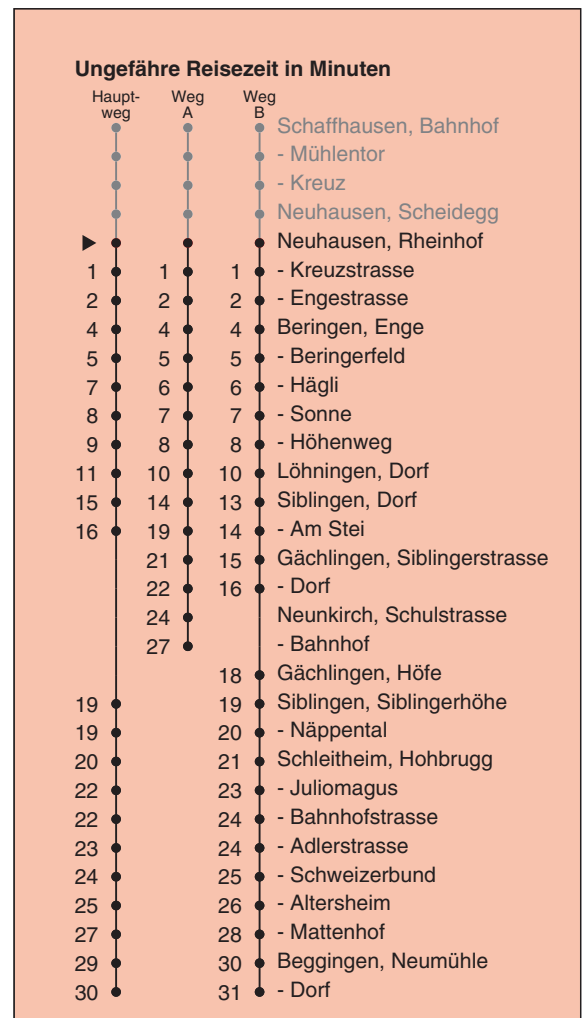 Ungefähre Reisezeit in Minuten
Haupt- Weg Weg
weg A B
Schaffhausen, Bahnhof
- Mühlentor
- Kreuz
Neuhausen, Scheidegg
Neuhausen, Rheinhof
1 1 1 - Kreuzstrasse
2 2 2 - Engestrasse
4 4 4 Beringen, Enge
5 5 5 - Beringerfeld
7 6 6 - Hägli
8 7 7 - Sonne
9 8 8 - Höhenweg
11 10 10 Löhningen, Dorf
15 14 13 Siblingen, Dorf
16 19 14 - Am Stei
21 15 Gächlingen, Siblingerstrasse
22 16 - Dorf
24 Neunkirch, Schulstrasse
27 - Bahnhof
18 Gächlingen, Höfe
19 19 Siblingen, Siblingerhöhe
19 20 - Näppental
20 21 Schleitheim, Hohbrugg
22 23 - Juliomagus
22 24 - Bahnhofstrasse
23 24 - Adlerstrasse
24 25 - Schweizerbund
25 26 - Altersheim
27 28 - Mattenhof
29 30 Beggingen, Neumühle
30 31 - Dorf